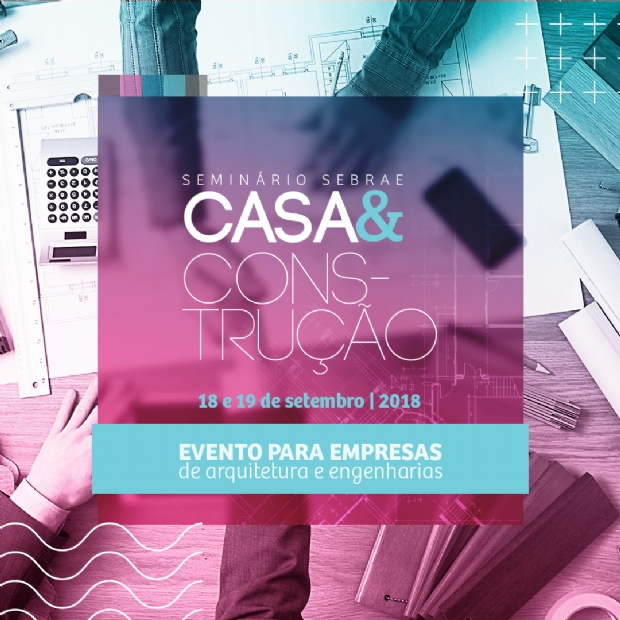 SEMINÁRIO SEBRAE
CASA&
CONS-
TRUÇÃO
18 e 19 de setembro | 2018
EVENTO PARA EMPRESAS
de arquitetura e engenharias